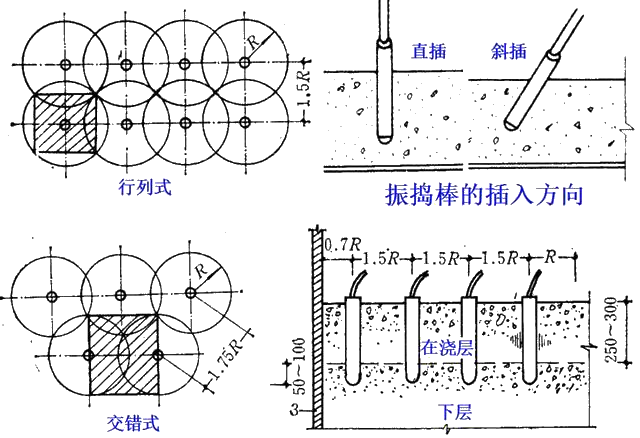 R
1.5R
行列式
直插
斜插
振捣棒的插入方向
R
1.75R
交错式
0.7R
1.5R
1.5R
1.5R
R
在浇层
250~300
50~100
3
下层